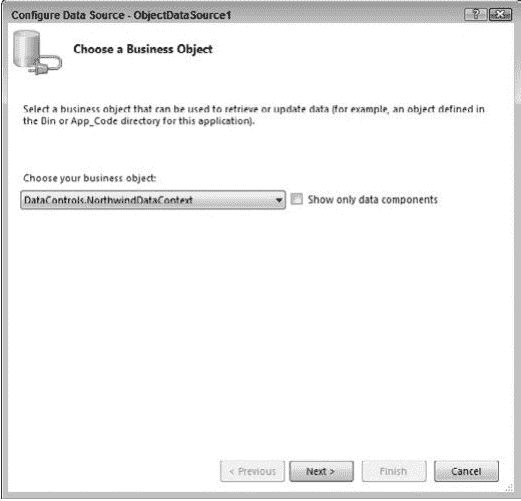 Configure Data Source - ObjectDataSource1
Choose a Business Object
Select a business object that can be used to retrieve or update data (for example, an object defined in
the Bin or App_Code directory for this application).
Choose your business object:
DataControls.NorthwindDataContext
Show only data components
< Previous
Next >
Finish
Cancel